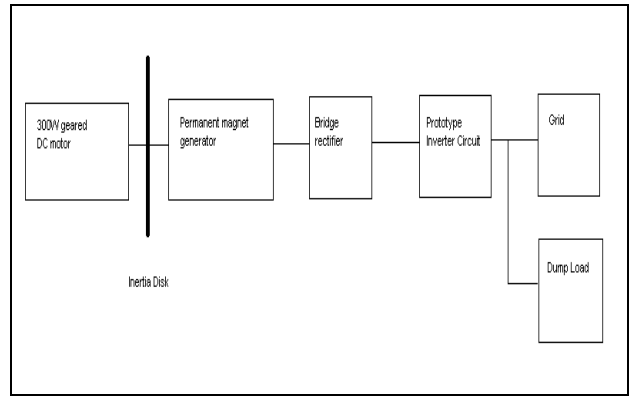 300W geared
DC motor
Permanent magnet
generator
Bridge
rectifier
Prototype
Inverter Circuit
Grid
Dump Load
Inertia Disk